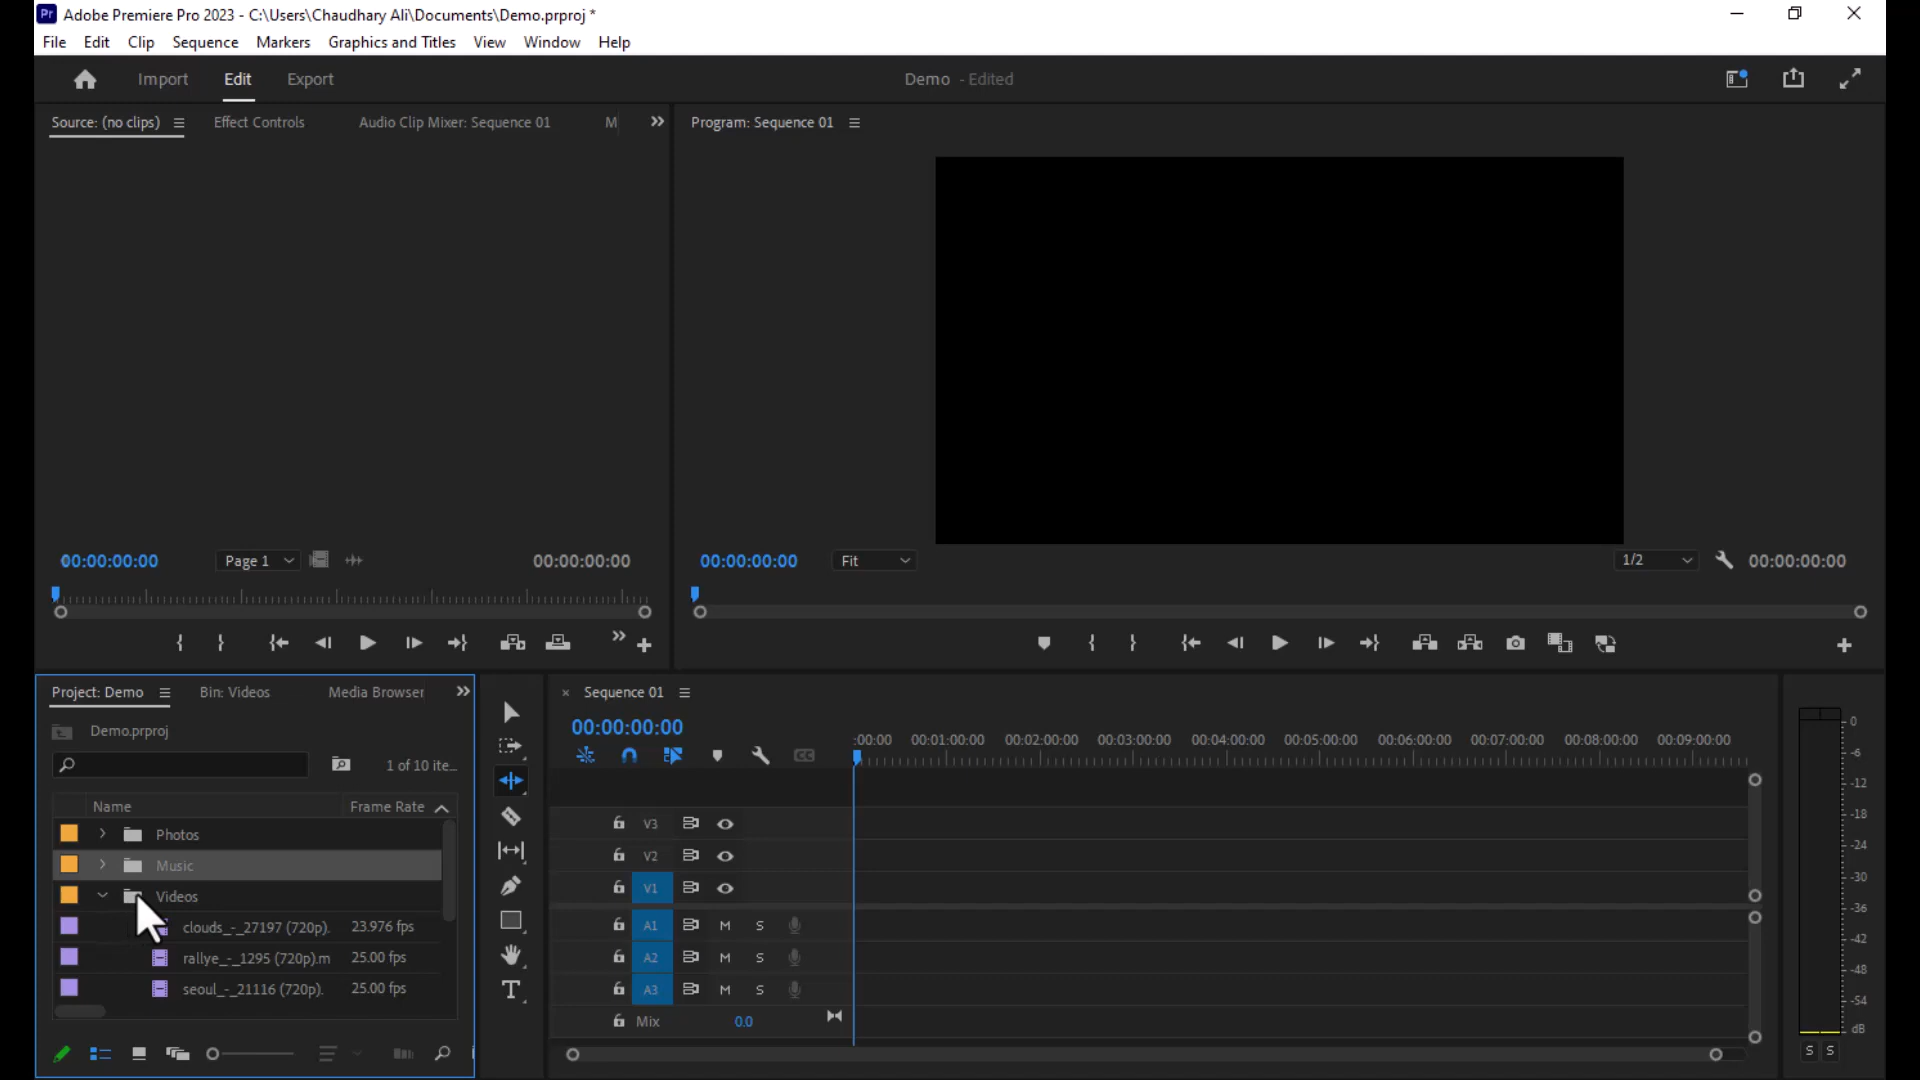 Pr Adobe Premiere Pro 2023 - C:\Users\Chaudhary Ali\Documents\Demo.prproj *
File Edit Clip Sequence Markers Graphics and Titles View Window Help
Import Edit Export Demo - Edited
Source: (no clips) Effect Controls Audio Clip Mixer: Sequence 01 M Program: Sequence 01
00:00:00:00 Page 1 00:00:00:00 00:00:00:00 Fit 1/2 00:00:00:00
Project: Demo Bin: Videos Media Browser Sequence 01
Demo.prproj 00:00:00:00
1 of 10 ite...
:00:00 00:01:00:00 00:02:00:00 00:03:00:00 00:04:00:00 00:05:00:00 00:06:00:00 00:07:00:00 00:08:00:00 00:09:00:00
Name Frame Rate
Photos
Music
Videos
clouds_-_27197 (720p). 23.976 fps
rallye_-_1295 (720p).m 25.00 fps
seoul_-_21116 (720p). 25.00 fps
T
V3
V2
V1
A1 M S
A2 M S
A3 M S
Mix 0.0
CC
0
-6
-12
-18
-24
-30
-36
-42
-48
-54
dB
S S